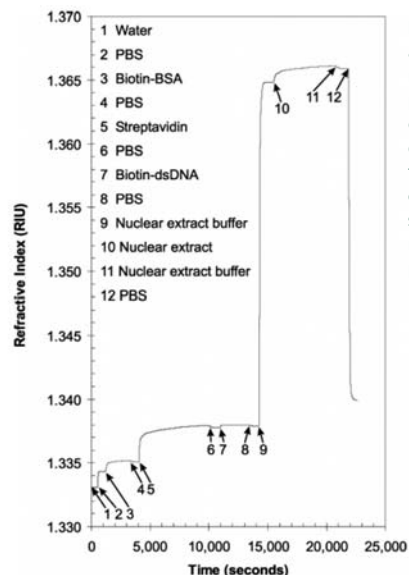 1.370
1.365
1.360
1.355
1.350
1.345
1.340
1.335
1.330
Refractive Index (RIU)
1 Water
2 PBS
3 Biotin-BSA
4 PBS
5 Streptavidin
6 PBS
7 Biotin-dsDNA
8 PBS
9 Nuclear extract buffer
10 Nuclear extract
11 Nuclear extract buffer
12 PBS
10 11 12
6 7 8 9
4 5
1 2 3
0 5,000 10,000 15,000 20,000 25,000
Time (seconds)